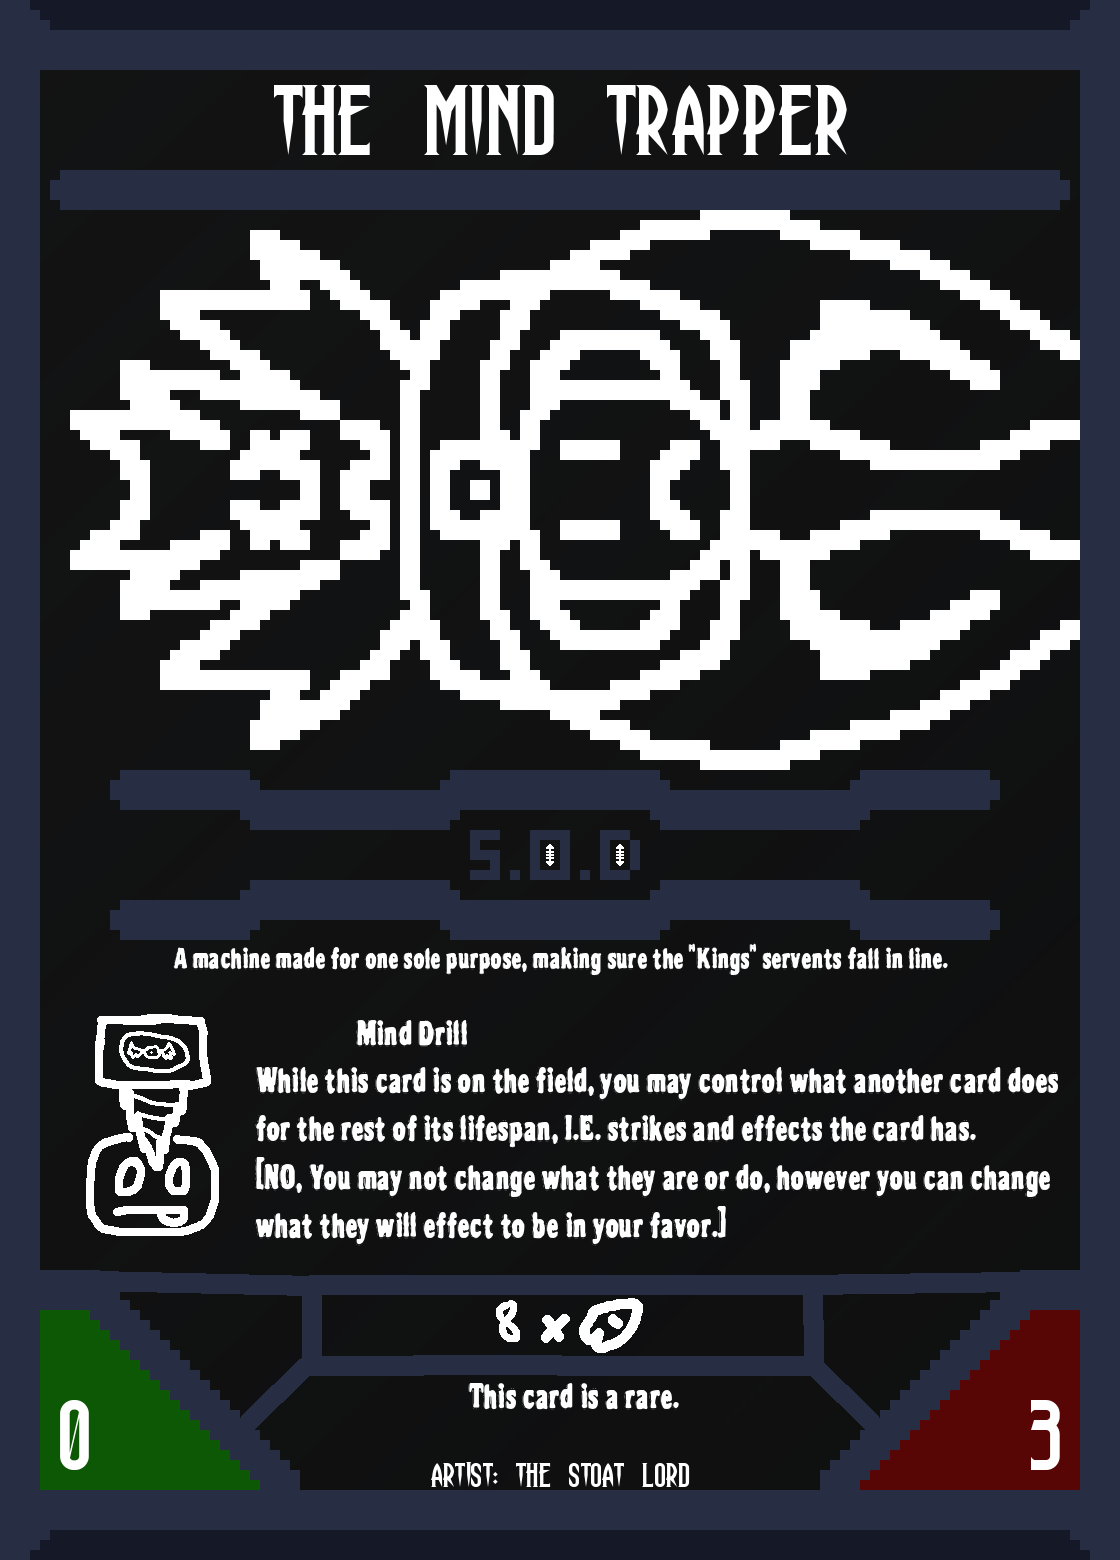 THE MIND TRAPPER
S.O.D
A machine made for one sole purpose, making sure the "Kings" servents fall in line.
Mind Drill
While this card is on the field, you may control what another card does
for the rest of its lifespan, I.E. strikes and effects the card has.
[NO, You may not change what they are or do, however you can change
what they will effect to be in your favor.]
8 x
This card is a rare.
0
3
ARTIST: THE STOAT LORD